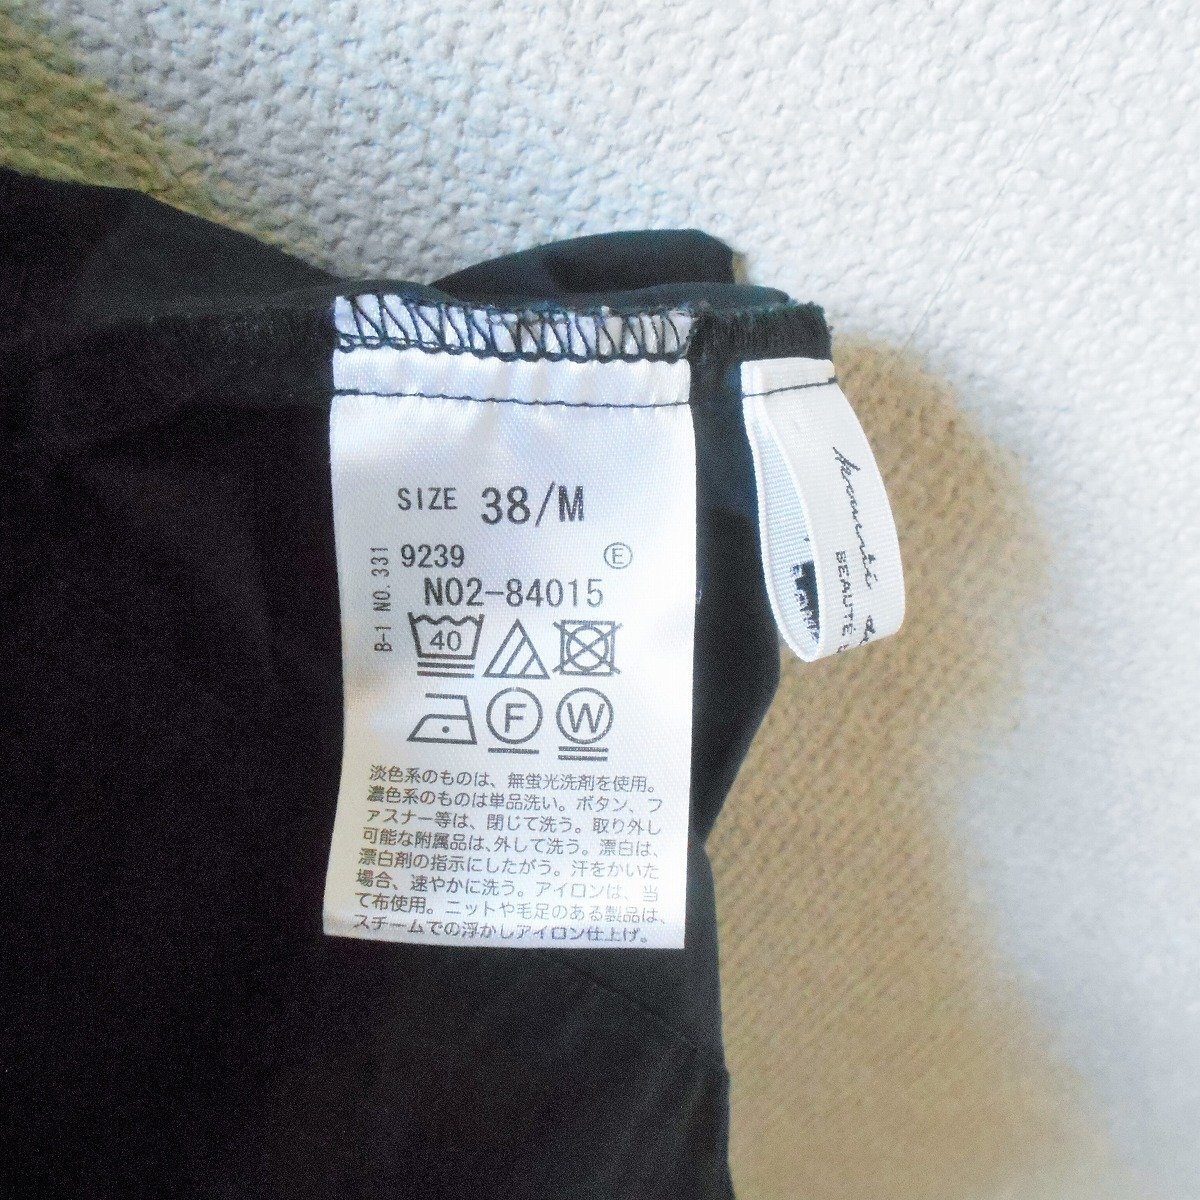 SIZE 38/M
9239 Ⓔ
N02-84015
B-1 NO.331
40
F W
淡色系のものは、無蛍光洗剤を使用。
濃色系のものは単品洗い。ボタン、フ
ァスナー等は、閉じて洗う。取り外し
可能な附属品は、外して洗う。漂白は、
漂白剤の指示にしたがう。汗をかいた
場合、速やかに洗う。アイロンは、当
て布使用。ニットや毛足のある製品は、
スチームでの浮かしアイロン仕上げ。
BEAUTÉ